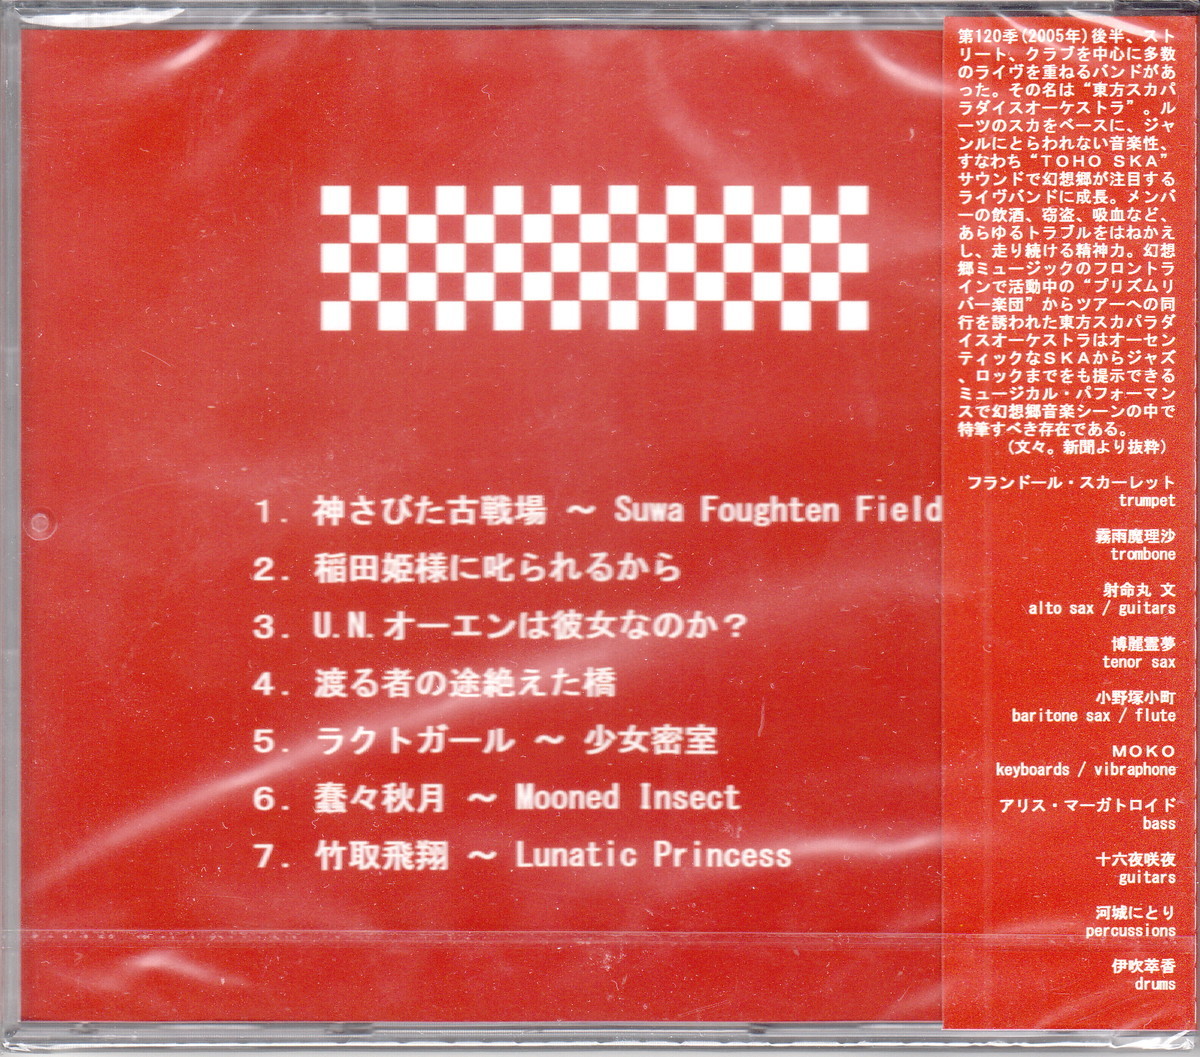 1. 神さびた古戦場 ～ Suwa Foughten Field
2. 稲田姫様に叱られるから
3. U.N.オーエンは彼女なのか？
4. 渡る者の途絶えた橋
5. ラクトガール ～ 少女密室
6. 蠢々秋月 ～ Mooned Insect
7. 竹取飛翔 ～ Lunatic Princess
第120季(2005年)後半、スト
リート、クラブを中心に多数
のライヴを重ねるバンドがあ
った。その名は“東方スカパ
ラダイスオーケストラ”。ル
ーツのスカをベースに、ジャ
ンルにとらわれない音楽性、
すなわち“ＴＯＨＯ ＳＫＡ”
サウンドで幻想郷が注目する
ライヴバンドに成長。メンバ
ーの飲酒、窃盗、吸血など、
あらゆるトラブルをはねかえ
し、走り続ける精神力。幻想
郷ミュージックのフロントラ
インで活動中の“プリズムリ
バー楽団”からツアーへの同
行を誘われた東方スカパラダ
イスオーケストラはオーセン
ティックなＳＫＡからジャズ
、ロックまでをも提示できる
ミュージカル・パフォーマン
スで幻想郷音楽シーンの中で
特筆すべき存在である。
（文々。新聞より抜粋）
フランドール・スカーレット
trumpet
霧雨魔理沙
trombone
射命丸 文
alto sax / guitars
博麗霊夢
tenor sax
小野塚小町
baritone sax / flute
ＭＯＫＯ
keyboards / vibraphone
アリス・マーガトロイド
bass
十六夜咲夜
guitars
河城にとり
percussions
伊吹萃香
drums